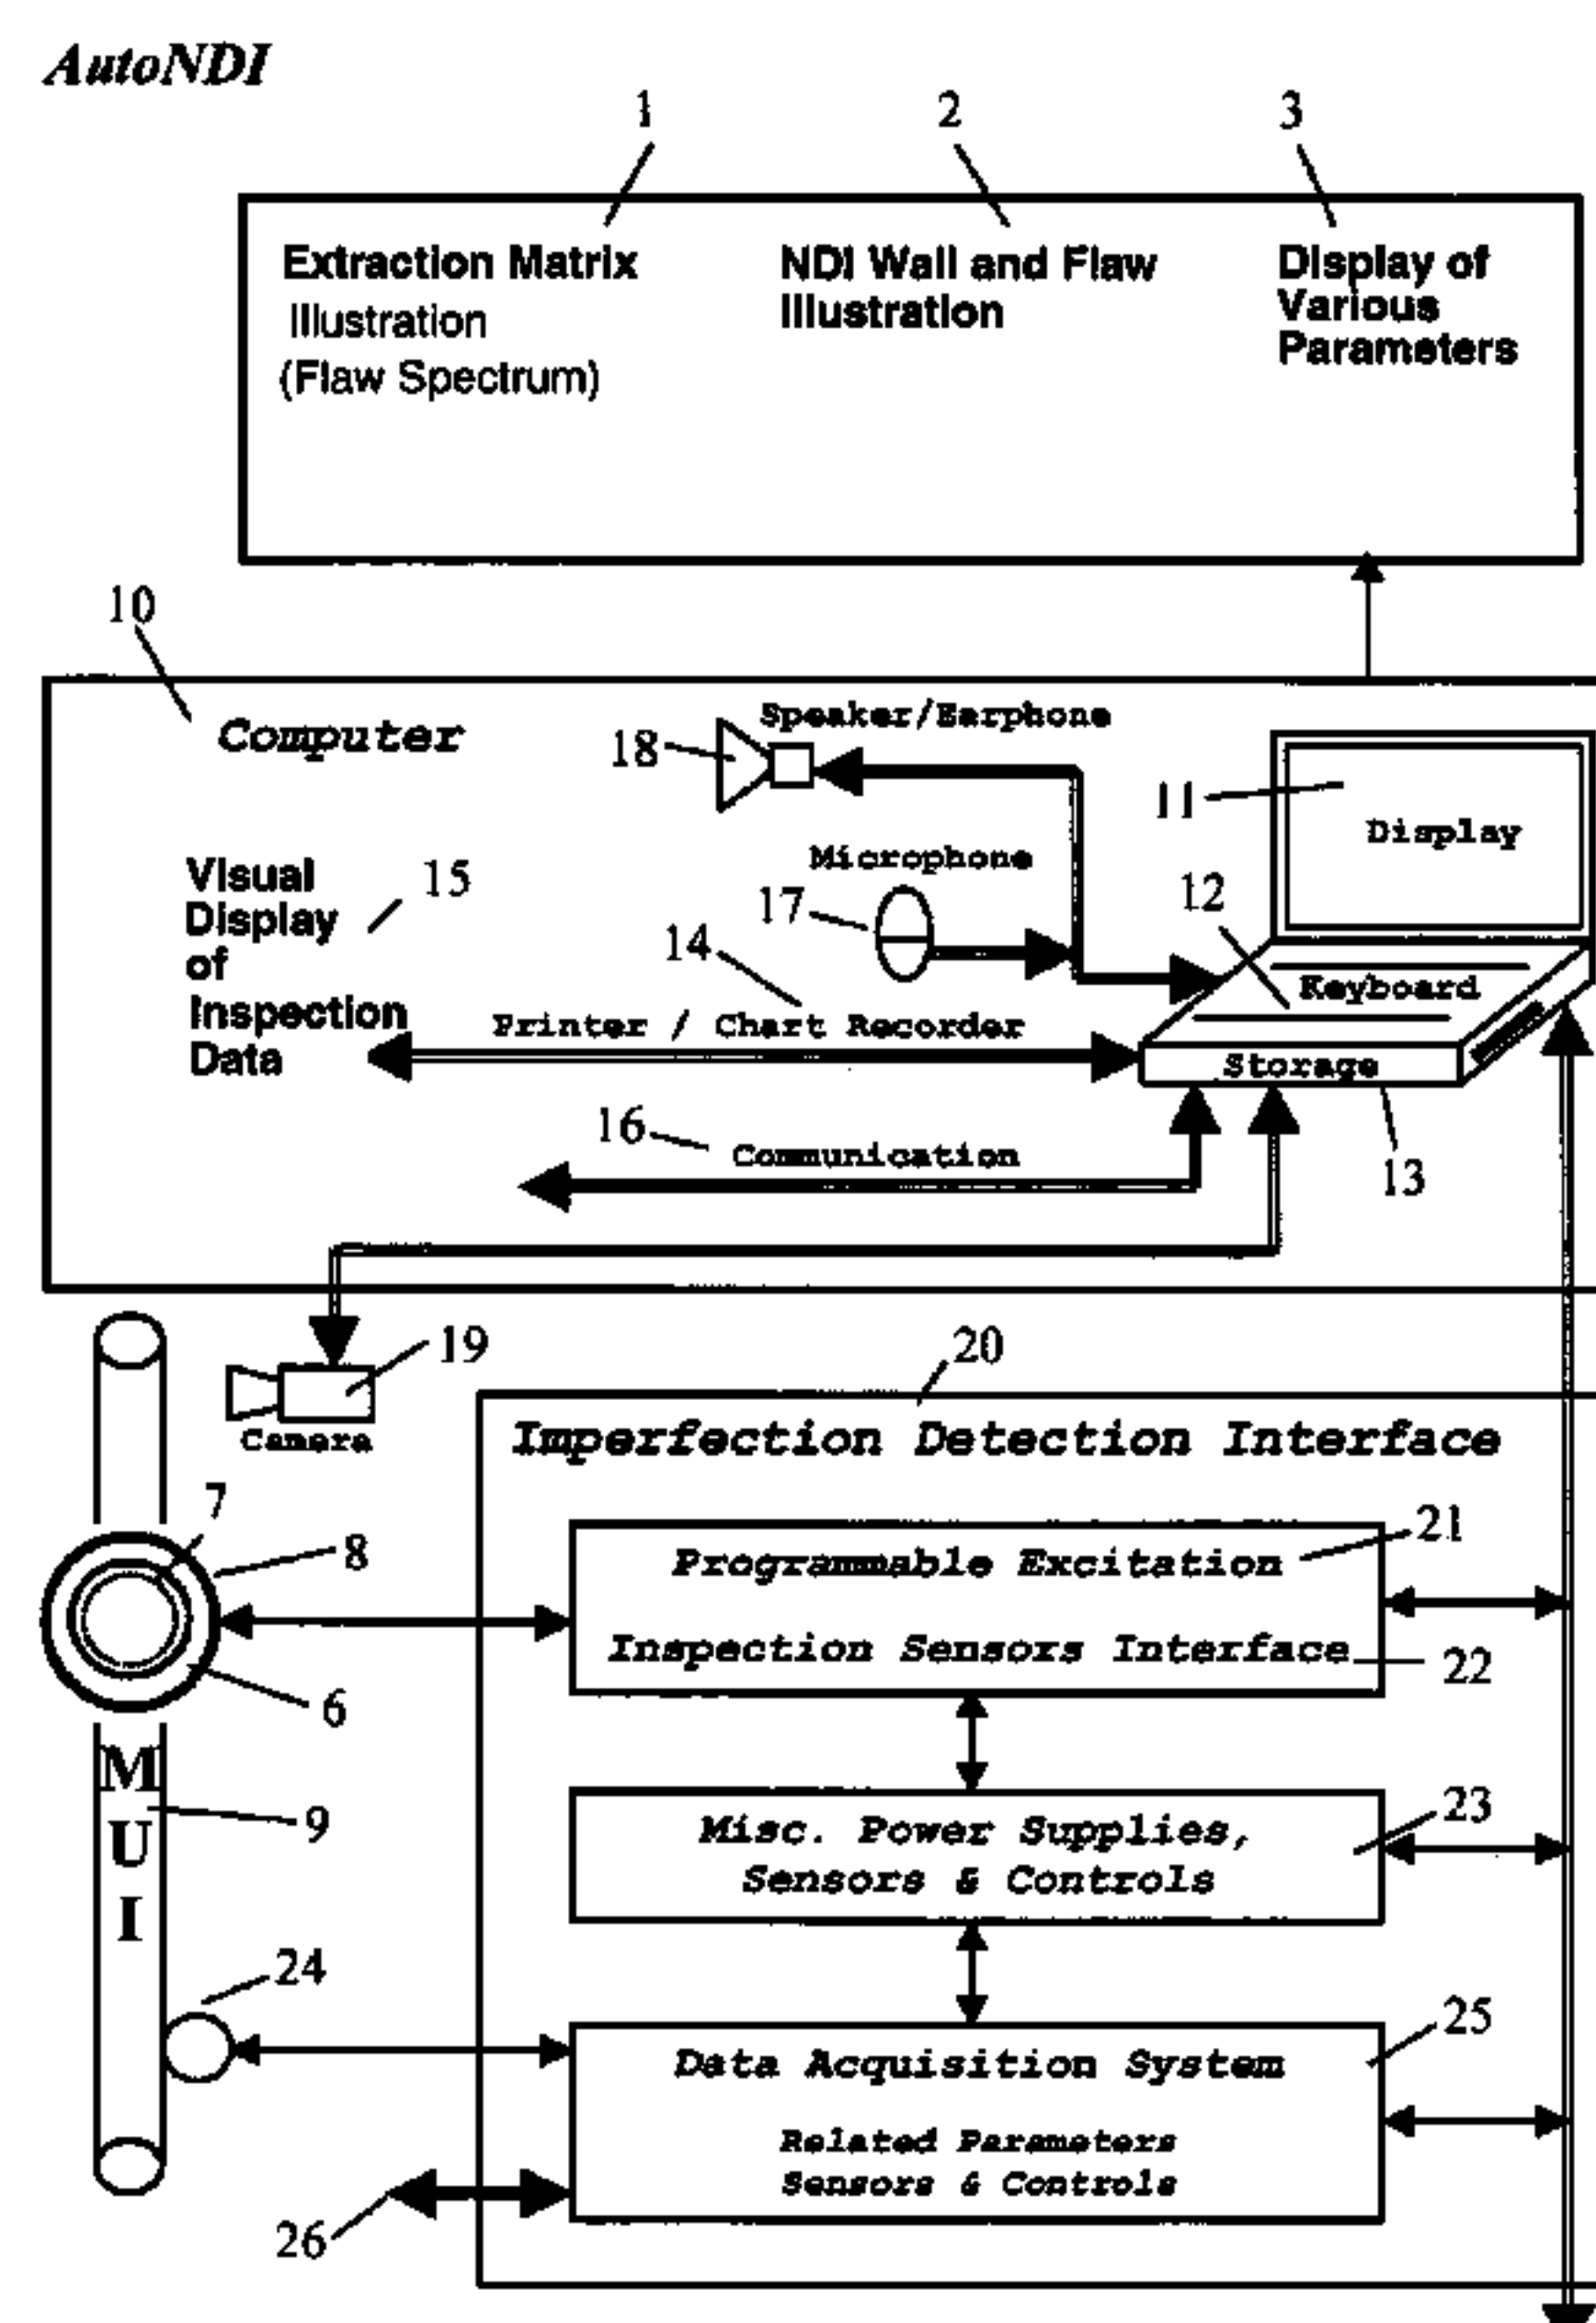 AutoNDI
1 2 3
Extraction Matrix
Illustration
(Flaw Spectrum)
NDI Wall and Flaw
Illustration
Display of
Various
Parameters
10
Computer
Speaker/Earphone
18
11
Display
Microphone
17
12
Visual
Display
of
Inspection
Data
15
14
Keyboard
Printer / Chart Recorder
Storage
16
Communication
13
19
Camera
20
Imperfection Detection Interface
7
8
6
21
Programmable Excitation
Inspection Sensors Interface
22
M
U
I
9
23
Misc. Power Supplies,
Sensors & Controls
24
25
Data Acquisition System
Related Parameters
Sensors & Controls
26